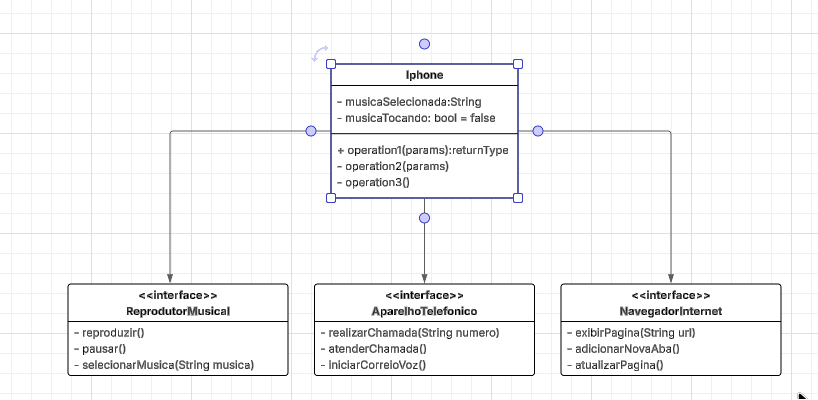 Iphone
- musicaSelecionada:String
- musicaTocando: bool = false
+ operation1(params):returnType
- operation2(params)
- operation3()
<<interface>>
ReprodutorMusical
- reproduzir()
- pausar()
- selecionarMusica(String musica)
<<interface>>
AparelhoTelefonico
- realizarChamada(String numero)
- atenderChamada()
- iniciarCorreioVoz()
<<interface>>
NavegadorInternet
- exibirPagina(String url)
- adicionarNovaAba()
- atualizarPagina()